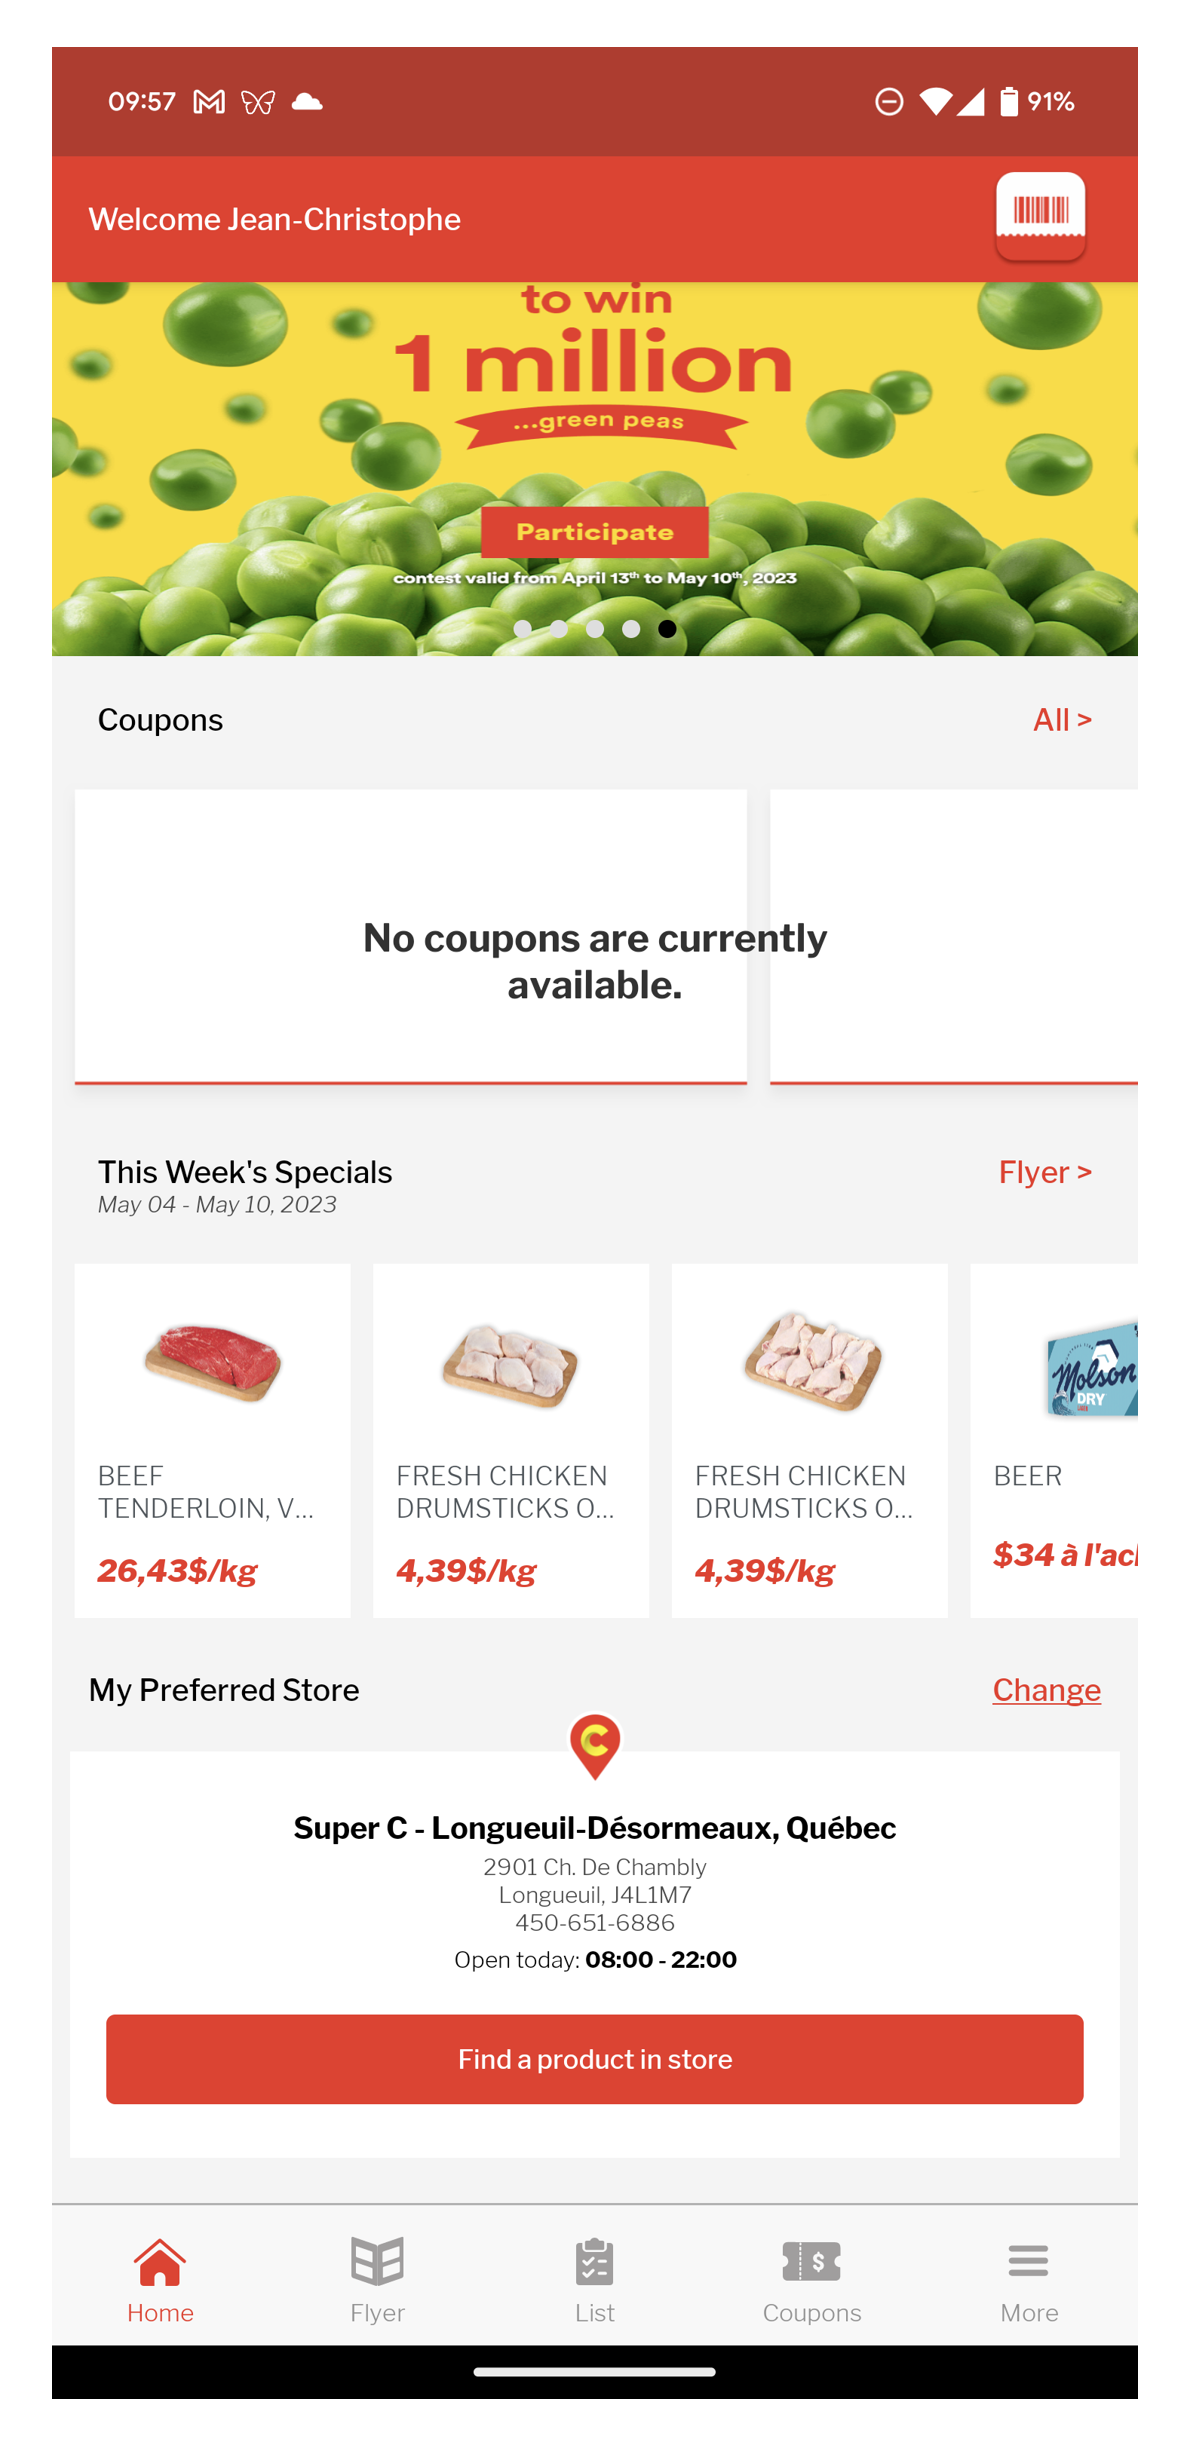 09:57
91%
Welcome Jean-Christophe
to win
1 million
...green peas
Participate
contest valid from April 13th to May 10th, 2023
Coupons
All >
No coupons are currently
available.
This Week's Specials
Flyer >
May 04 - May 10, 2023
BEEF
TENDERLOIN, V...
26,43$/kg
FRESH CHICKEN
DRUMSTICKS O...
4,39$/kg
FRESH CHICKEN
DRUMSTICKS O...
4,39$/kg
Molson
DRY
BEER
$34 à l'ach
My Preferred Store
Change
Super C - Longueuil-Désormeaux, Québec
2901 Ch. De Chambly
Longueuil, J4L1M7
450-651-6886
Open today: 08:00 - 22:00
Find a product in store
Home
Flyer
List
Coupons
More